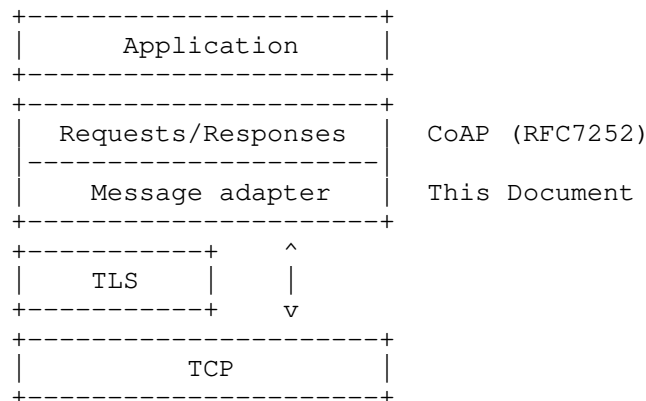 Application
Requests/Responses CoAP (RFC7252)
Message adapter This Document
TLS
TCP